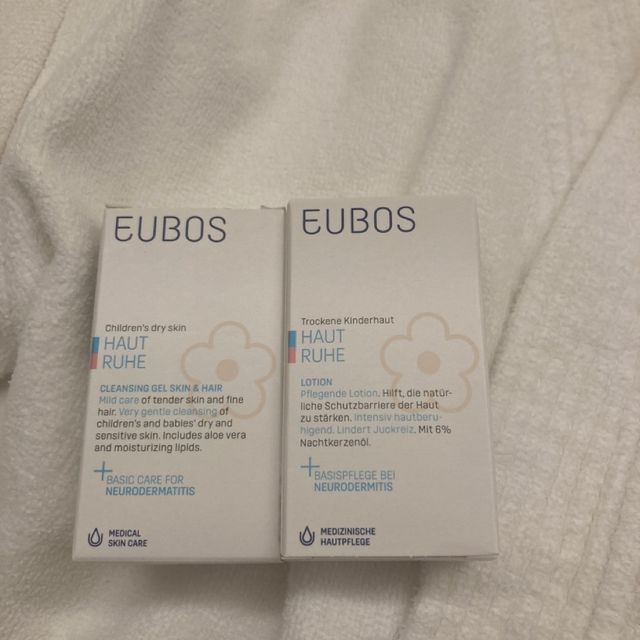 EUBOS
Children's dry skin
HAUT
RUHE
CLEANSING GEL SKIN & HAIR
Mild care of tender skin and fine
hair. Very gentle cleansing of
children's and babies' dry and
sensitive skin. Includes aloe vera
and moisturizing lipids.
+BASIC CARE FOR
NEURODERMATITIS
MEDICAL
SKIN CARE
EUBOS
Trockene Kinderhaut
HAUT
RUHE
LOTION
Pflegende Lotion. Hilft, die natür-
liche Schutzbarriere der Haut
zu stärken. Intensiv hautberu-
higend. Lindert Juckreiz. Mit 6%
Nachtkerzenöl.
+BASISPFLEGE BEI
NEURODERMITIS
MEDIZINISCHE
HAUTPFLEGE